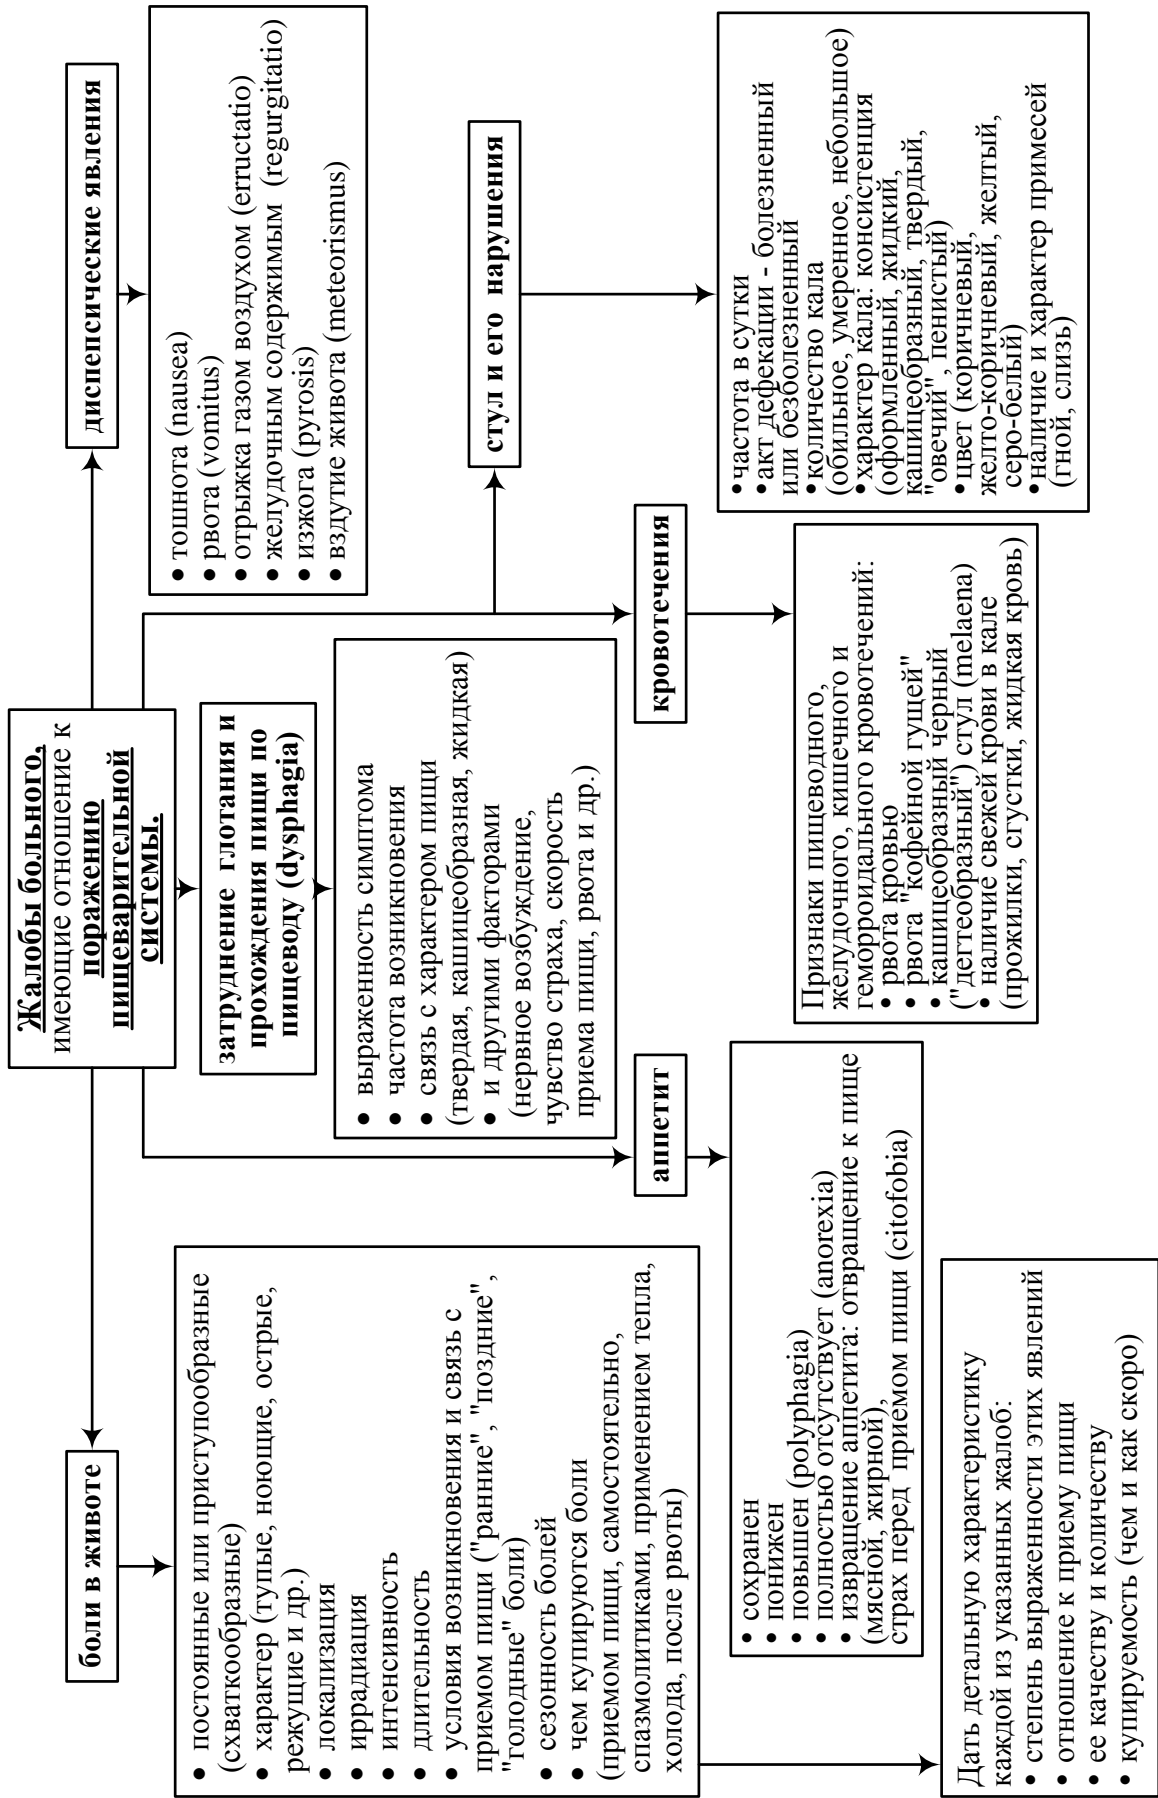 Жалобы больного,
имеющие отношение к
поражению
пищеварительной
системы.
боли в животе
• постоянные или приступообразные
(схваткообразные)
• характер (тупые, ноющие, острые,
режущие и др.)
• локализация
• иррадиация
• интенсивность
• длительность
• условия возникновения и связь с
приемом пищи ("ранние", "поздние",
"голодные" боли)
• сезонность болей
• чем купируются боли
(приемом пищи, самостоятельно,
спазмолитиками, применением тепла,
холода, после рвоты)
Дать детальную характеристику
каждой из указанных жалоб:
• степень выраженности этих явлений
• отношение к приему пищи
• ее качеству и количеству
• купируемость (чем и как скоро)
аппетит
• сохранен
• понижен
• повышен (polyphagia)
• полностью отсутствует (anorexia)
• извращение аппетита: отвращение к пище
(мясной, жирной),
страх перед приемом пищи (citofobia)
затруднение глотания и
прохождения пищи по
пищеводу (dysphagia)
• выраженность симптома
• частота возникновения
• связь с характером пищи
(твердая, кашицеобразная, жидкая)
• и другими факторами
(нервное возбуждение,
чувство страха, скорость
приема пищи, рвота и др.)
кровотечения
Признаки пищеводного,
желудочного, кишечного и
геморроидального кровотечений:
• рвота кровью
• рвота "кофейной гущей"
• кашицеобразный черный
("дегтеобразный") стул (melaena)
• наличие свежей крови в кале
(прожилки, сгустки, жидкая кровь)
диспепсические явления
• тошнота (nausea)
• рвота (vomitus)
• отрыжка газом воздухом (erructatio)
• желудочным содержимым (regurgitatio)
• изжога (pyrosis)
• вздутие живота (meteorismus)
стул и его нарушения
• частота в сутки
• акт дефекации - болезненный
или безболезненный
• количество кала
(обильное, умеренное, небольшое)
• характер кала: консистенция
(оформленный, жидкий,
кашицеобразный, твердый,
"овечий", пенистый)
• цвет (коричневый,
желто-коричневый, желтый,
серо-белый)
• наличие и характер примесей
(гной, слизь)